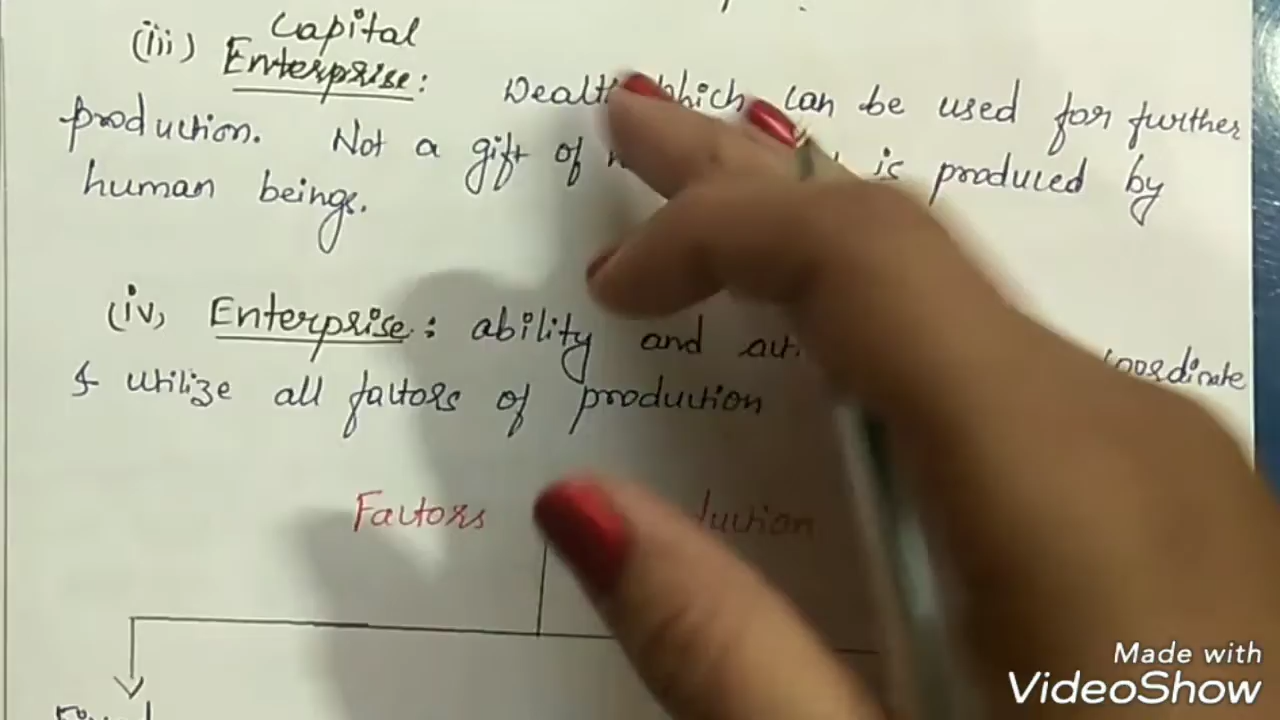 Capital
(iii) Enterprise: Wealth which can be used for further
production. Not a gift of is produced by
human beings.
(iv) Enterprise: ability and coordinate
& utilize all factors of production
Factors
Made with
VideoShow